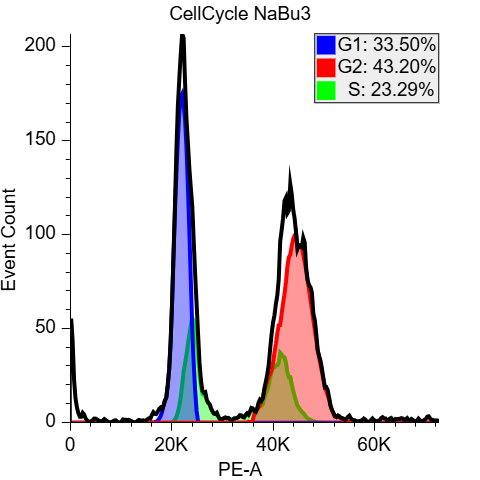 CellCycle NaBu3
G1: 33.50%
G2: 43.20%
S: 23.29%
Event Count
200
150
100
50
0
0 20K 40K 60K
PE-A